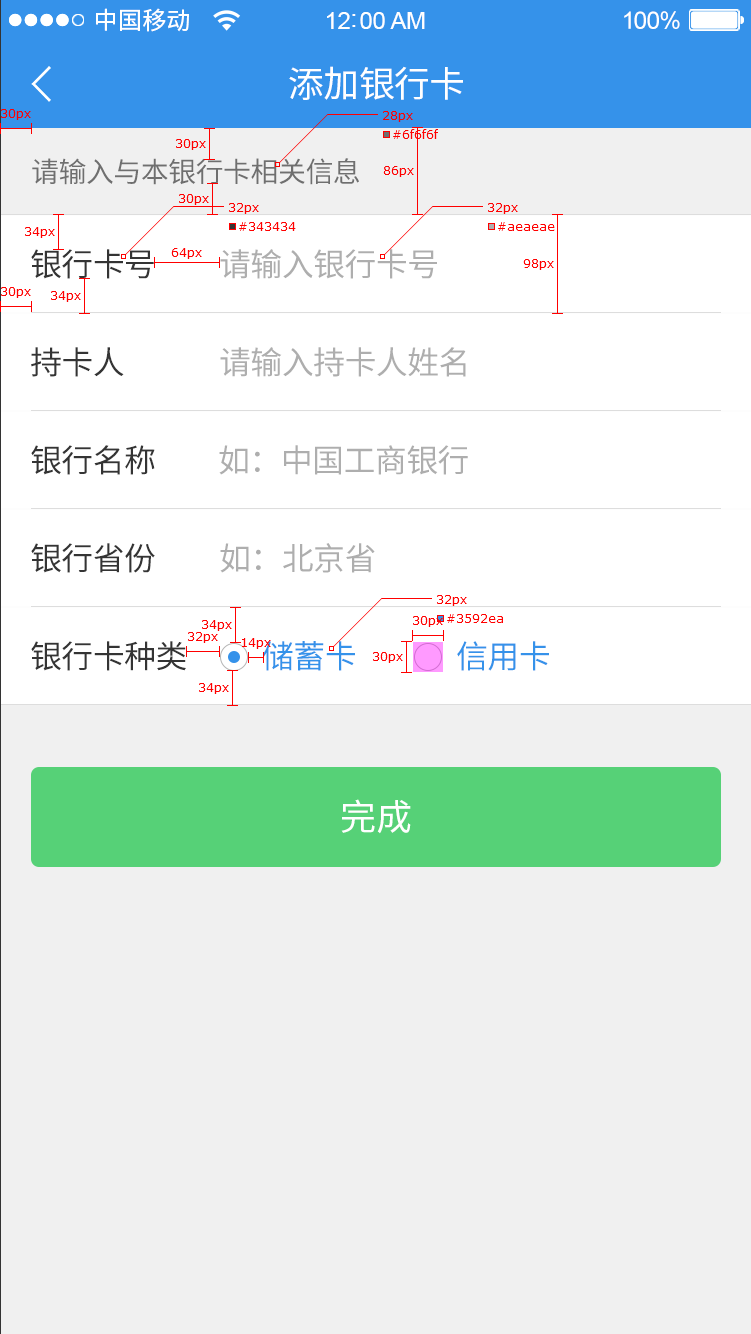 中国移动 12:00 AM 100%
添加银行卡
30px 28px
#6f6f6f
30px
86px
请输入与本银行卡相关信息
30px 32px 32px
#343434 #aeaeae
34px
64px
98px
银行卡号 请输入银行卡号
30px 34px
持卡人 请输入持卡人姓名
银行名称 如：中国工商银行
银行省份 如：北京省
32px
#3592ea
34px 30px
32px 14px
银行卡种类 储蓄卡 30px 信用卡
34px
完成